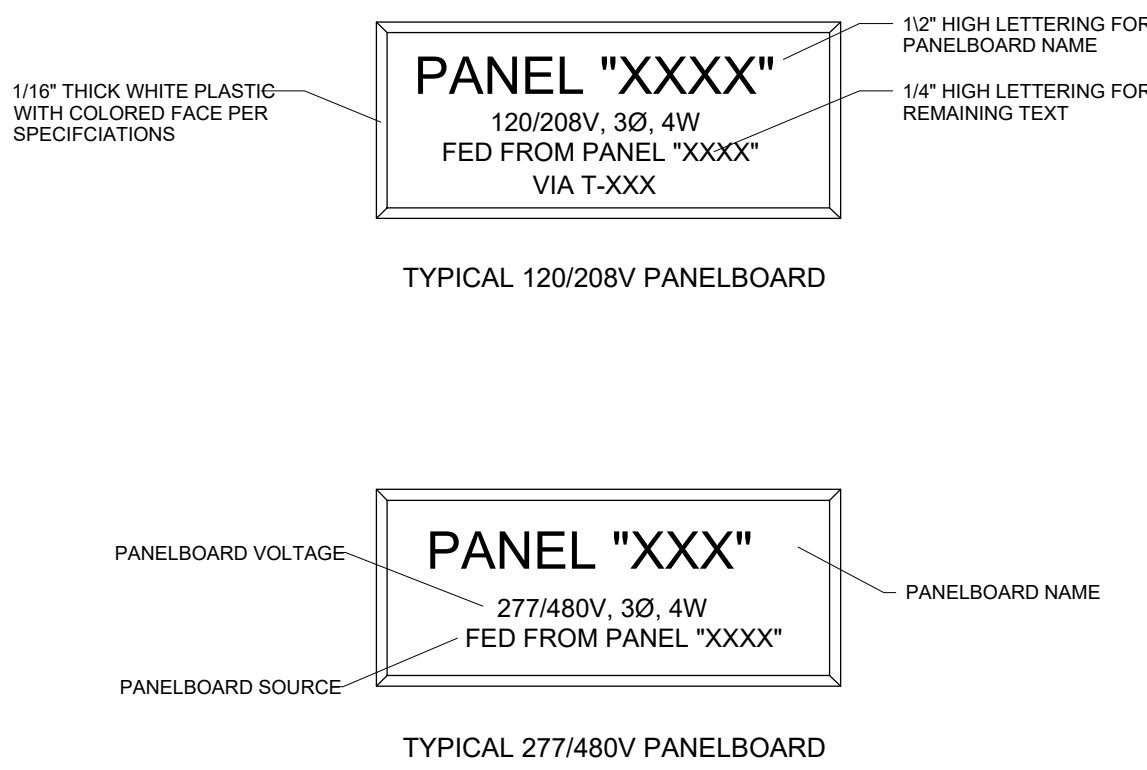 1\2" HIGH LETTERING FOR
PANELBOARD NAME
1/16" THICK WHITE PLASTIC
WITH COLORED FACE PER
SPECIFCIATIONS
PANEL "XXXX"
1/4" HIGH LETTERING FOR
REMAINING TEXT
120/208V, 3Ø, 4W
FED FROM PANEL "XXXX"
VIA T-XXX
TYPICAL 120/208V PANELBOARD
PANELBOARD VOLTAGE
PANEL "XXX"
PANELBOARD NAME
277/480V, 3Ø, 4W
FED FROM PANEL "XXXX"
PANELBOARD SOURCE
TYPICAL 277/480V PANELBOARD